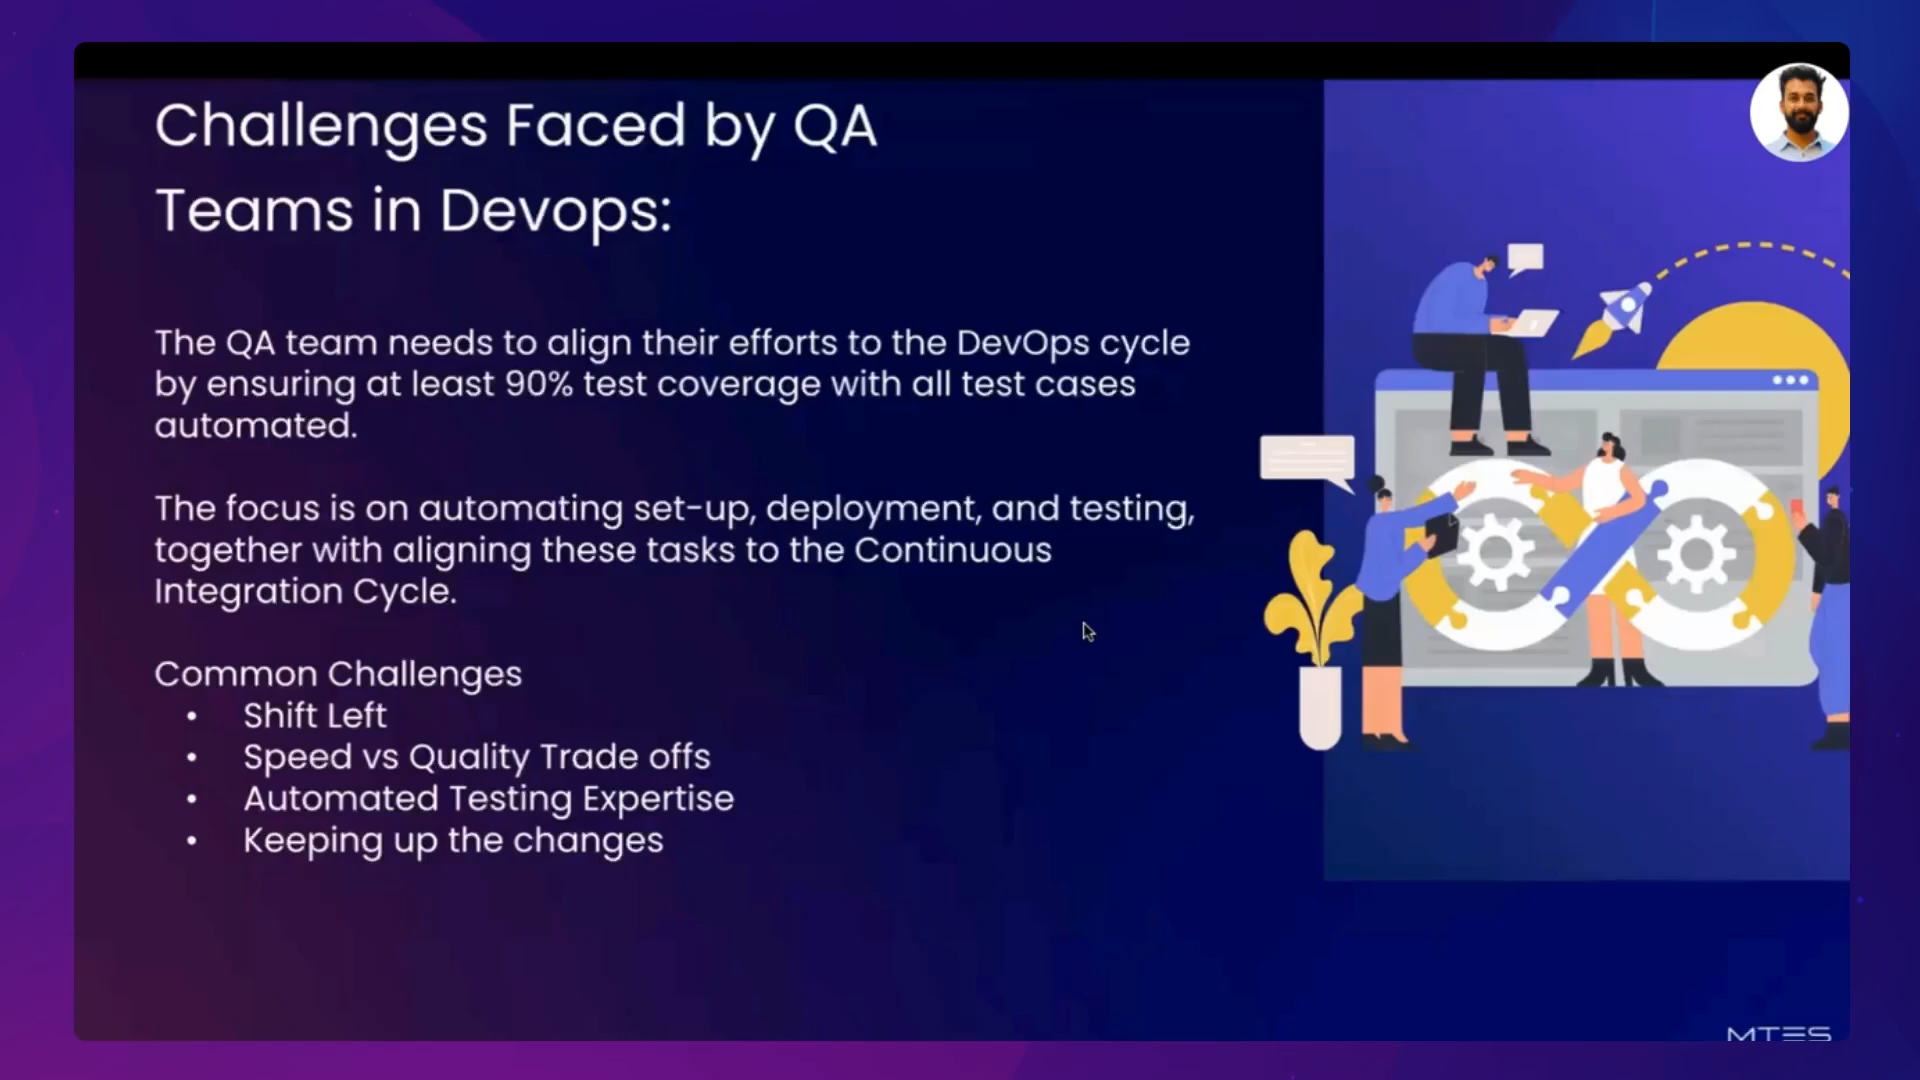 Challenges Faced by QA
Teams in Devops:
The QA team needs to align their efforts to the DevOps cycle
by ensuring at least 90% test coverage with all test cases
automated.
The focus is on automating set-up, deployment, and testing,
together with aligning these tasks to the Continuous
Integration Cycle.
Common Challenges
• Shift Left
• Speed vs Quality Trade offs
• Automated Testing Expertise
• Keeping up the changes
MTES